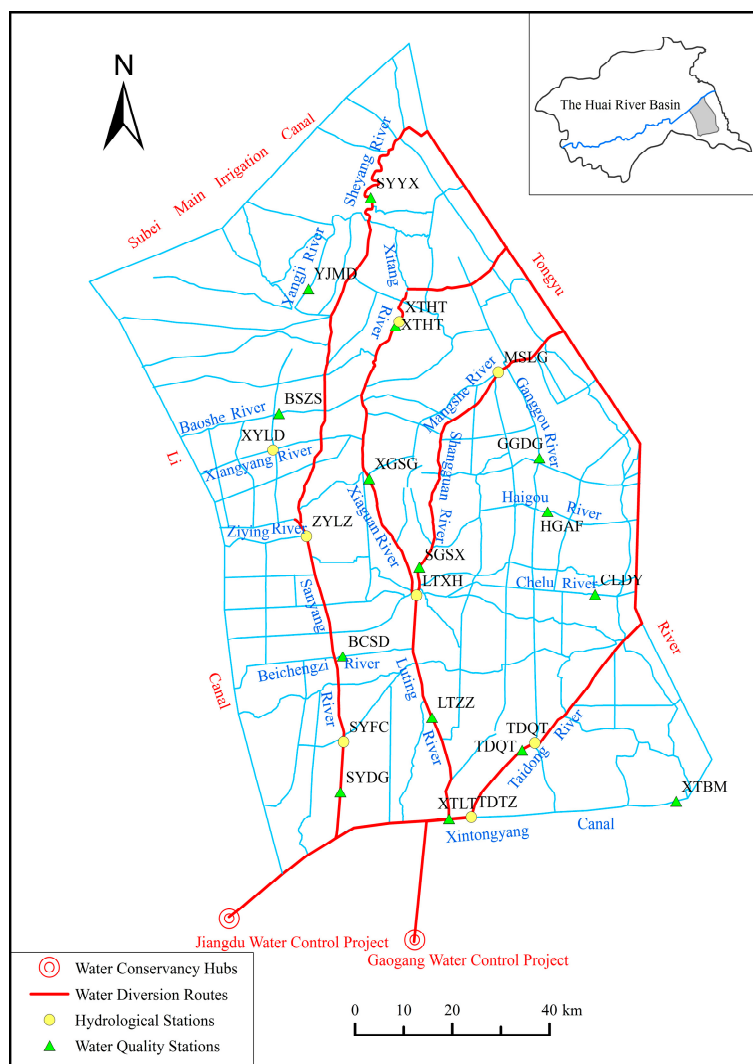 N
The Huai River Basin
Subei Main Irrigation Canal
Sheyang River
SYYX
Yangji River
YJMD
Xitang
River
Tongyu
River
XTHT
XTHT
MSLG
Mangshe River
Ganggou River
BSZS
Baoshe River
XYLD
Xiangyang River
Li
Canal
GGDG
Shangguan River
XGSG
Xiaguan River
Haigou River
HGAF
Ziying River
ZYLZ
SGSX
LTXH
Chelu River
CLDY
Sanyang
River
BCSD
Beichengzi River
Luting
River
LTZZ
SYFC
TDQT
TDQT
Taidong River
SYDG
XTLT
TDTZ
XTBM
Xintongyang Canal
Jiangdu Water Control Project
Gaogang Water Control Project
Water Conservancy Hubs
Water Diversion Routes
Hydrological Stations
Water Quality Stations
0 10 20 40 km